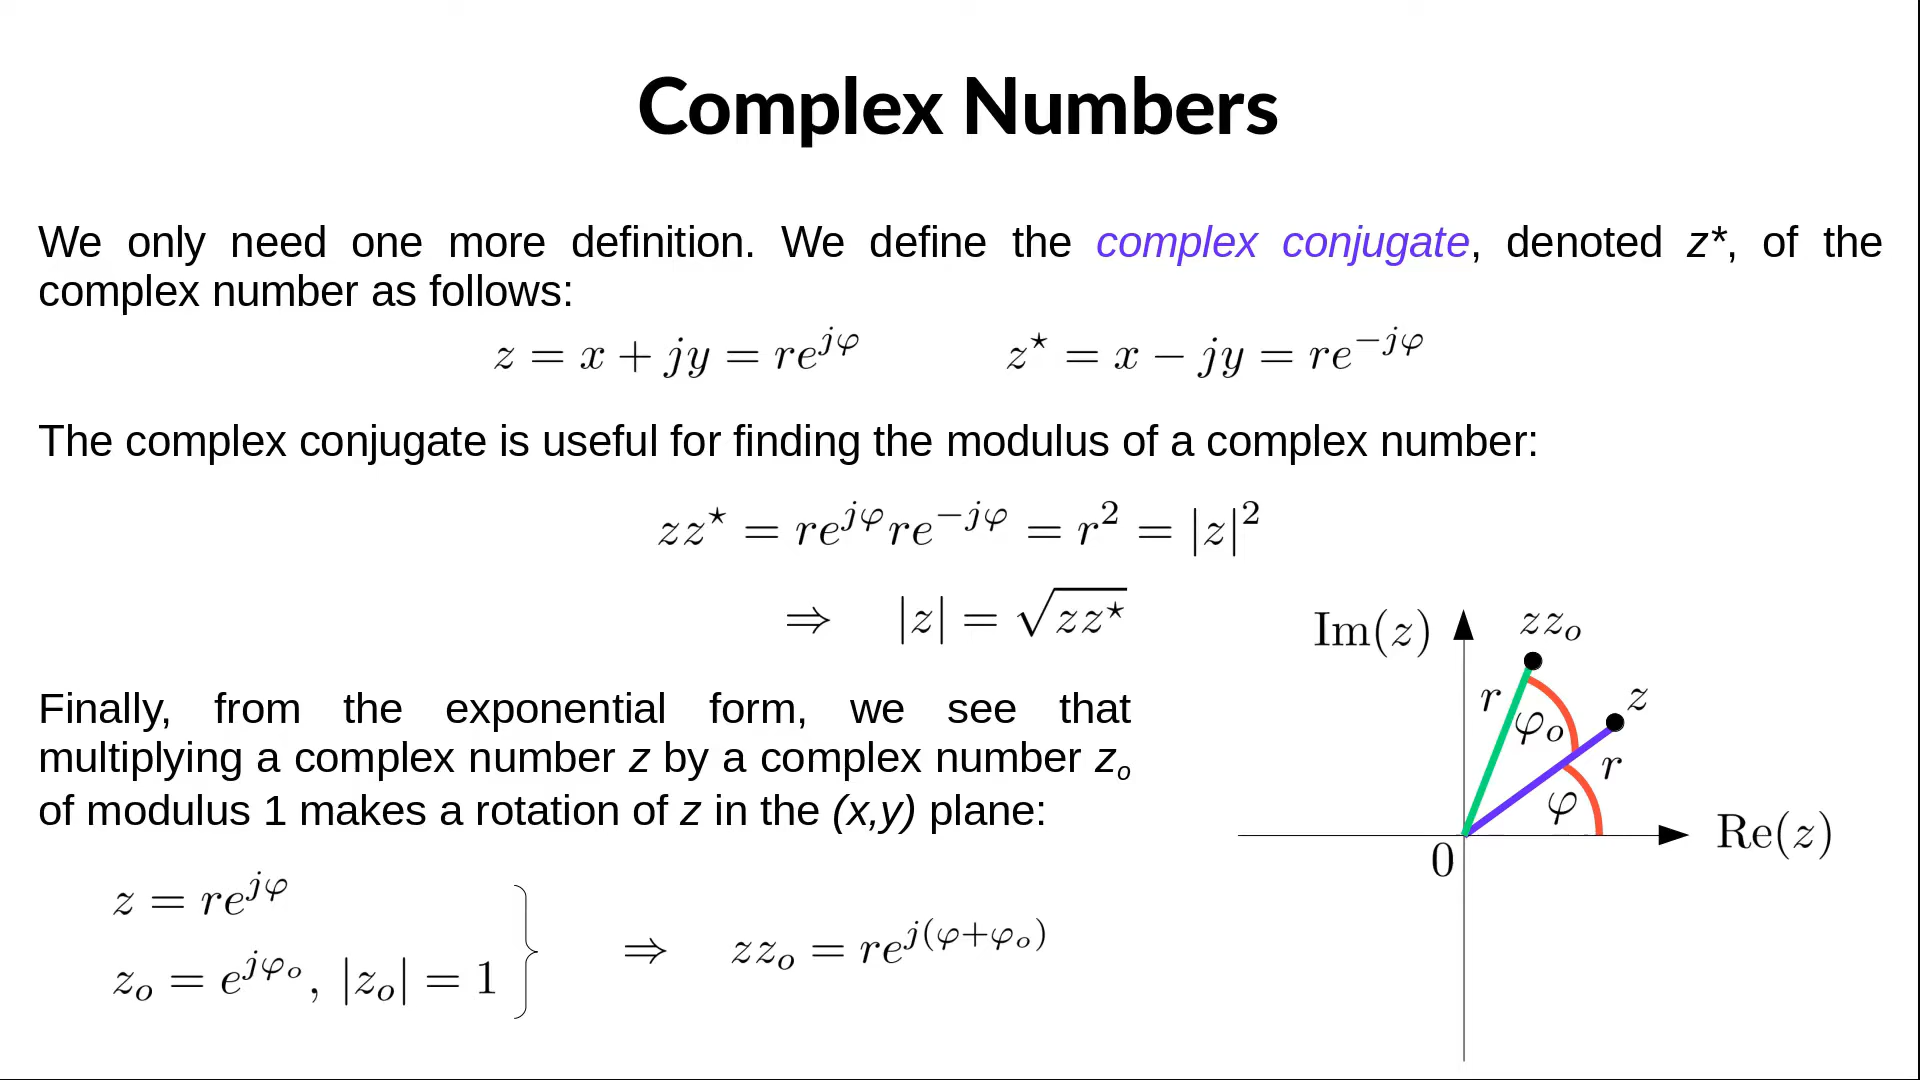 Complex Numbers
We only need one more definition. We define the complex conjugate, denoted z*, of the
complex number as follows:
z = x + jy = re^{jφ}    z⋆ = x − jy = re^{−jφ}
The complex conjugate is useful for finding the modulus of a complex number:
zz⋆ = re^{jφ}re^{−jφ} = r² = |z|²
⇒ |z| = √(zz⋆)
Finally, from the exponential form, we see that
multiplying a complex number z by a complex number z_o
of modulus 1 makes a rotation of z in the (x,y) plane:
z = re^{jφ}
z_o = e^{jφ_o}, |z_o| = 1
⇒ zz_o = re^{j(φ+φ_o)}
Im(z)
zz_o
r
φ_o
z
r
φ
Re(z)
0